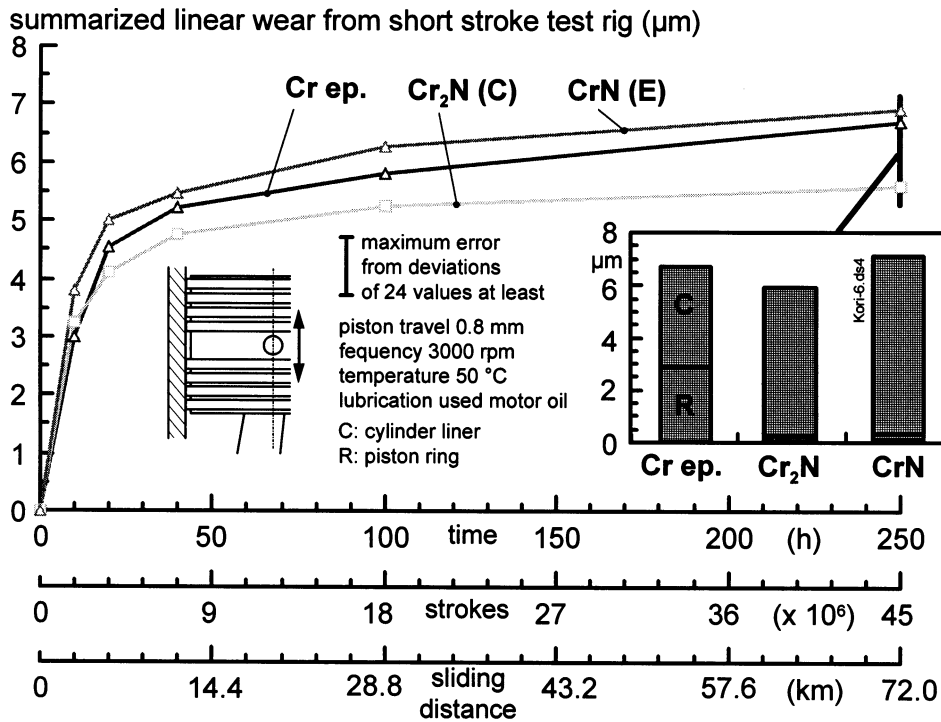 summarized linear wear from short stroke test rig (µm)
8
7
6
5
4
3
2
1
0
Cr ep.
Cr₂N (C)
CrN (E)
maximum error
from deviations
of 24 values at least
piston travel 0.8 mm
fequency 3000 rpm
temperature 50 °C
lubrication used motor oil
C: cylinder liner
R: piston ring
8
µm
6
4
2
0
C
R
Kori-6.ds4
Cr ep. Cr₂N CrN
0 50 100 time 150 200 (h) 250
0 9 18 strokes 27 36 (x 10⁶) 45
0 14.4 28.8 sliding 43.2 57.6 (km) 72.0
distance